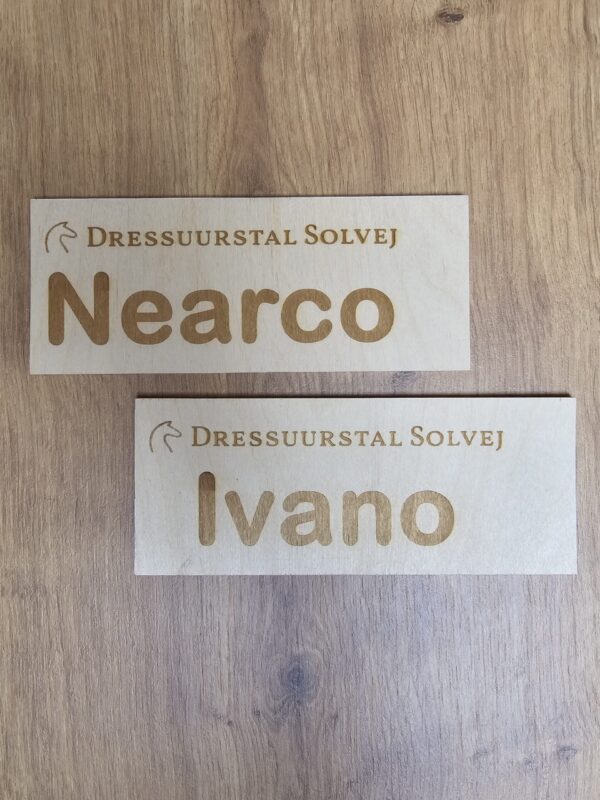 Dressuurstal Solvej
Nearco
Dressuurstal Solvej
Ivano